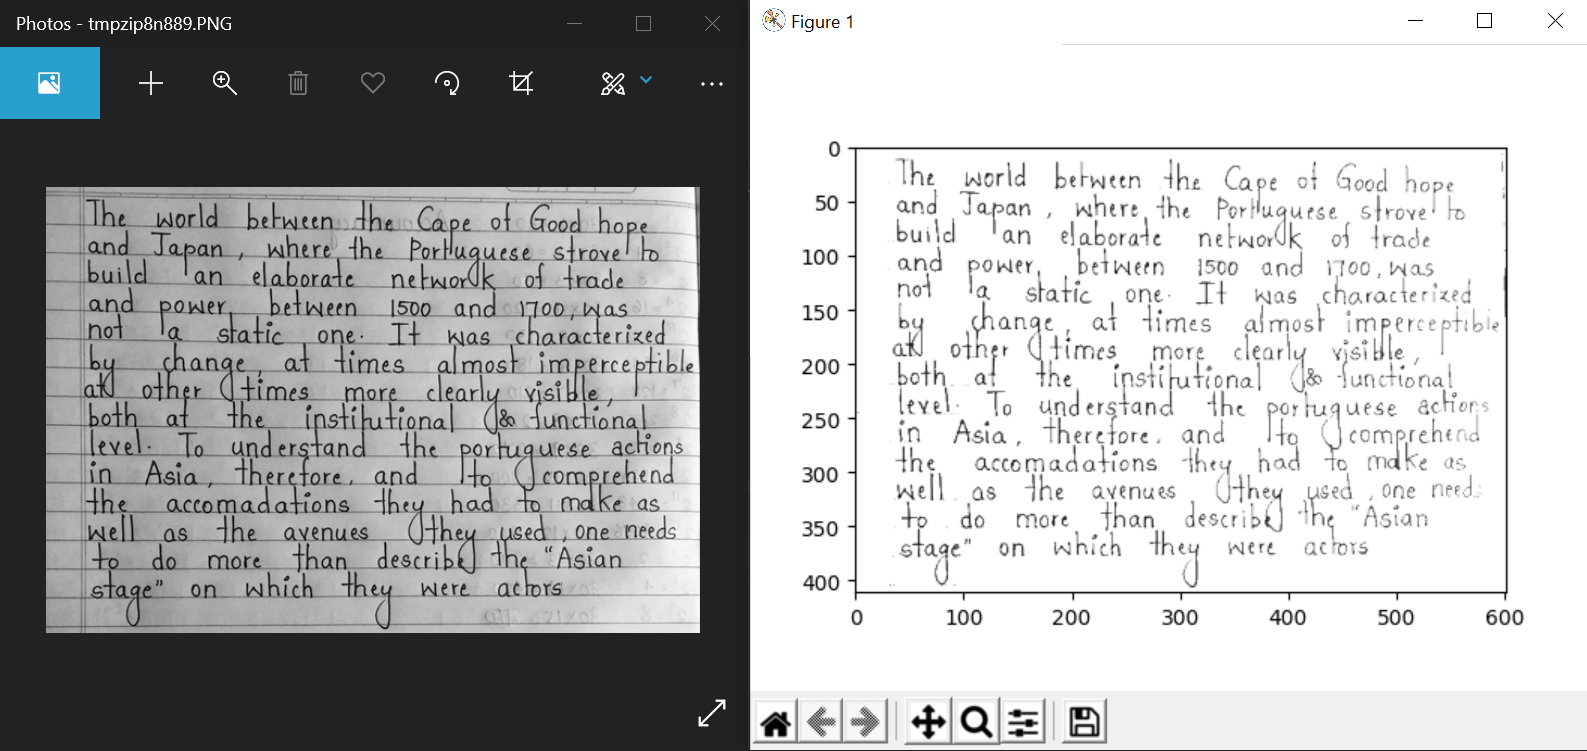 Photos - tmpzip8n889.PNG
The world between the Cape of Good hope
and Japan, where the Portuguese strove to
build an elaborate network of trade
and power, between 1500 and 1700, was
not a static one. It was characterized
by change, at times almost imperceptible
at other times more clearly visible,
both at the institutional & functional
level. To understand the portuguese actions
in Asia, therefore, and to comprehend
the accomadations they had to make as
well as the avenues they used, one needs
to do more than describe the "Asian
stage" on which they were actors
Figure 1
0
50
100
150
200
250
300
350
400
The world between the Cape of Good hope
and Japan, where the Portuguese strove to
build an elaborate network of trade
and power, between 1500 and 1700, was
not a static one. It was characterized
by change, at times almost imperceptible
at other times more clearly visible,
both at the institutional & functional
level. To understand the portuguese actions
in Asia, therefore, and to comprehend
the accomadations they had to make as
well as the avenues they used, one needs
to do more than describe the "Asian
stage" on which they were actors
0 100 200 300 400 500 600